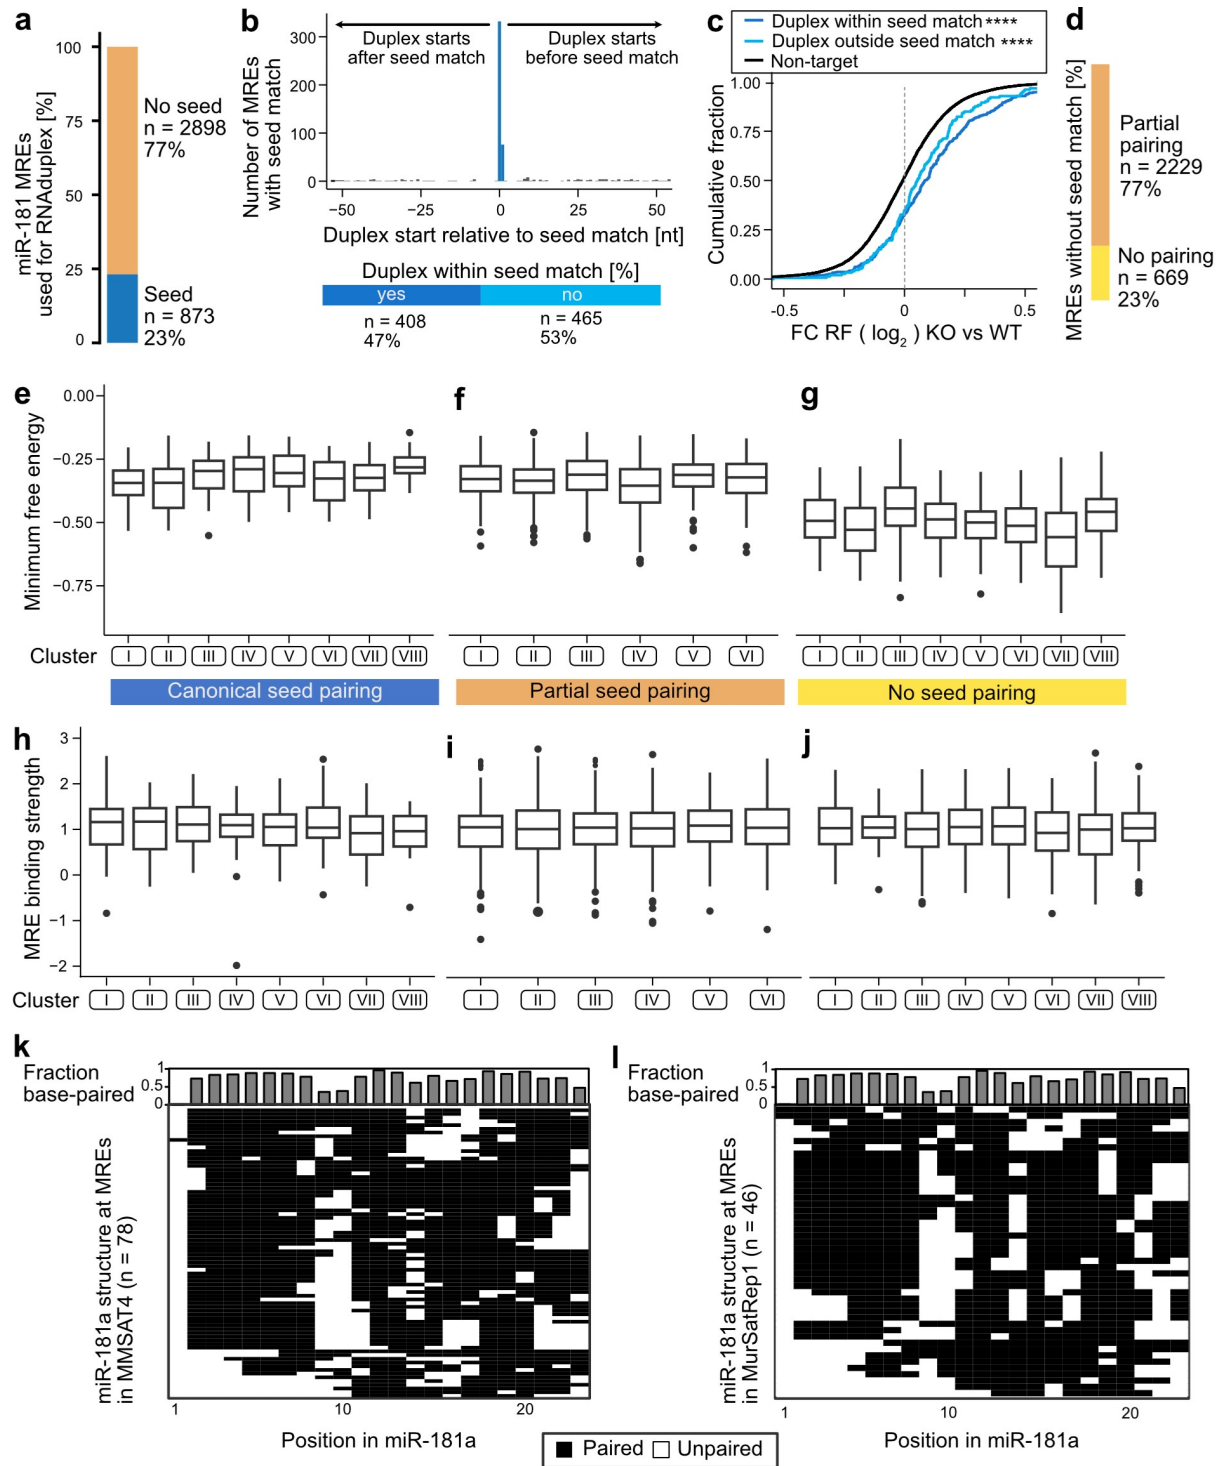 a
miR-181 MREs
used for RNAduplex [%]
100
75
50
25
0
No seed
n = 2898
77%
Seed
n = 873
23%
b
Number of MREs
with seed match
300
200
100
0
Duplex starts
after seed match
Duplex starts
before seed match
−50
−25
0
25
50
Duplex start relative to seed match [nt]
Duplex within seed match [%]
yes
no
n = 408
47%
n = 465
53%
c
Duplex within seed match ****
Duplex outside seed match ****
Non-target
Cumulative fraction
1.00
0.75
0.50
0.25
0.00
-0.5
0
0.5
FC RF ( log2 ) KO vs WT
d
MREs without seed match [%]
Partial
pairing
n = 2229
77%
No pairing
n = 669
23%
e
Minimum free energy
0.00
−0.25
−0.50
−0.75
f
g
Cluster
I II III IV V VI VII VIII
I II III IV V VI
I II III IV V VI VII VIII
Canonical seed pairing
Partial seed pairing
No seed pairing
h
MRE binding strength
3
2
1
0
−1
−2
i
j
Cluster
I II III IV V VI VII VIII
I II III IV V VI
I II III IV V VI VII VIII
k
Fraction
base-paired
1
0.5
0
miR-181a structure at MREs
in MMSAT4 (n = 78)
1
10
20
Position in miR-181a
l
Fraction
base-paired
1
0.5
0
miR-181a structure at MREs
in MurSatRep1 (n = 46)
1
10
20
Position in miR-181a
Paired
Unpaired